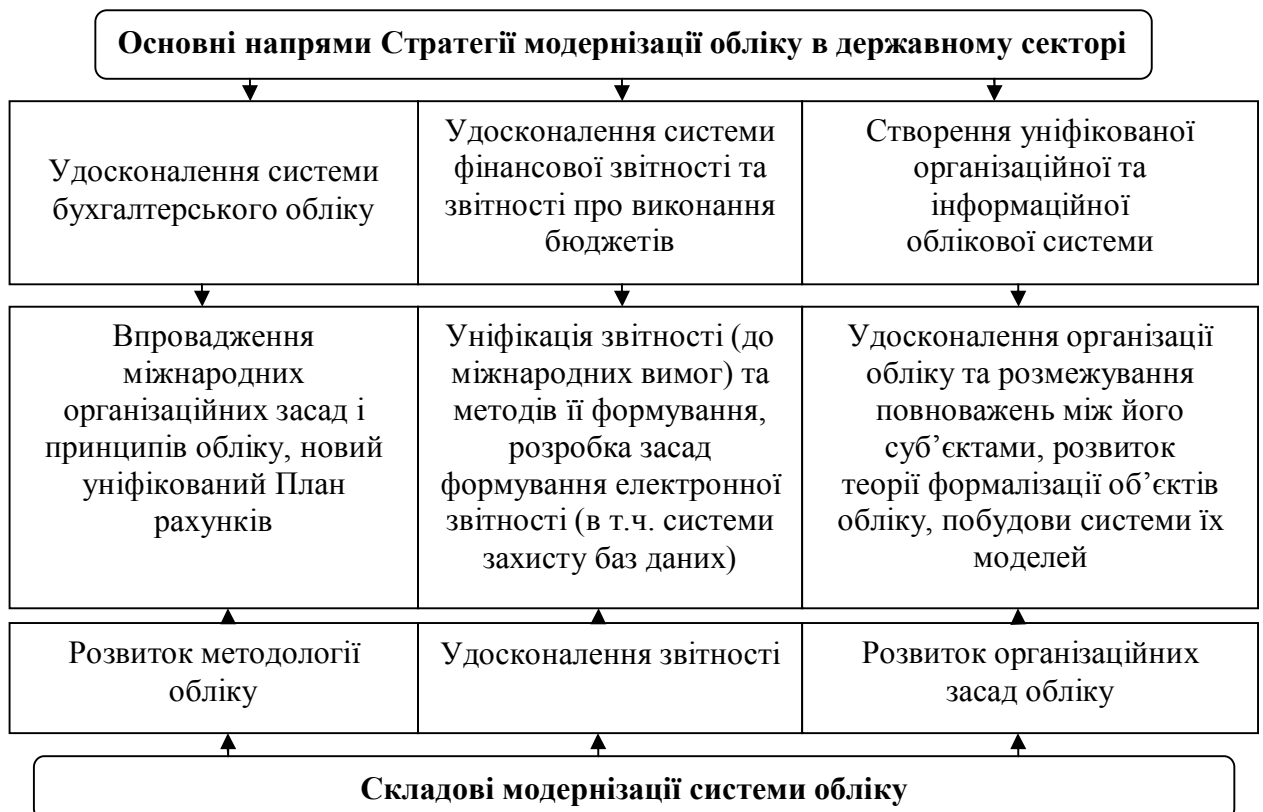 Основні напрями Стратегії модернізації обліку в державному секторі
Удосконалення системи
бухгалтерського обліку
Удосконалення системи
фінансової звітності та
звітності про виконання
бюджетів
Створення уніфікованої
організаційної та
інформаційної
облікової системи
Впровадження
міжнародних
організаційних засад і
принципів обліку, новий
уніфікований План
рахунків
Уніфікація звітності (до
міжнародних вимог) та
методів її формування,
розробка засад
формування електронної
звітності (в т.ч. системи
захисту баз даних)
Удосконалення організації
обліку та розмежування
повноважень між його
суб’єктами, розвиток
теорії формалізації об’єктів
обліку, побудови системи їх
моделей
Розвиток методології
обліку
Удосконалення звітності
Розвиток організаційних
засад обліку
Складові модернізації системи обліку